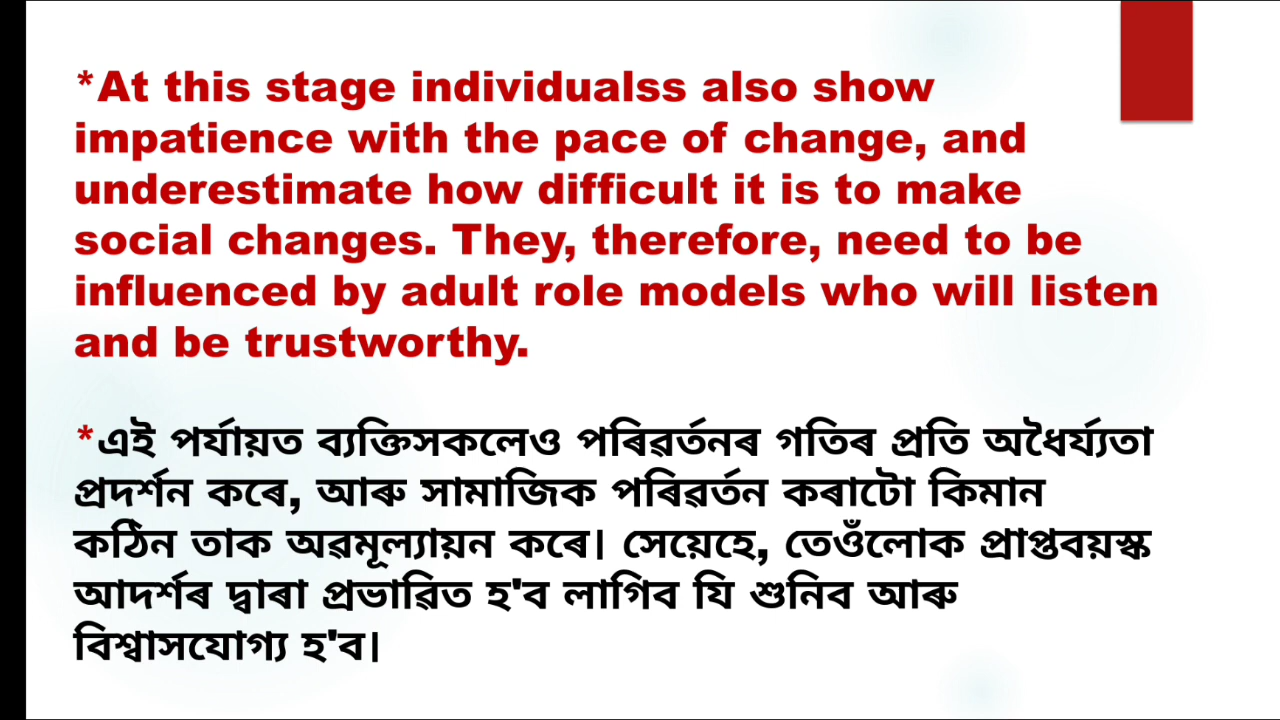 *At this stage individualss also show
impatience with the pace of change, and
underestimate how difficult it is to make
social changes. They, therefore, need to be
influenced by adult role models who will listen
and be trustworthy.
*এই পৰ্যায়ত ব্যক্তিসকলেও পৰিৱৰ্তনৰ গতিৰ প্ৰতি অধৈৰ্য্যতা
প্ৰদৰ্শন কৰে, আৰু সামাজিক পৰিৱৰ্তন কৰাটো কিমান
কঠিন তাক অৱমূল্যায়ন কৰে। সেয়েহে, তেওঁলোক প্ৰাপ্তবয়স্ক
আদৰ্শৰ দ্বাৰা প্ৰভাৱিত হ'ব লাগিব যি শুনিব আৰু
বিশ্বাসযোগ্য হ'ব।